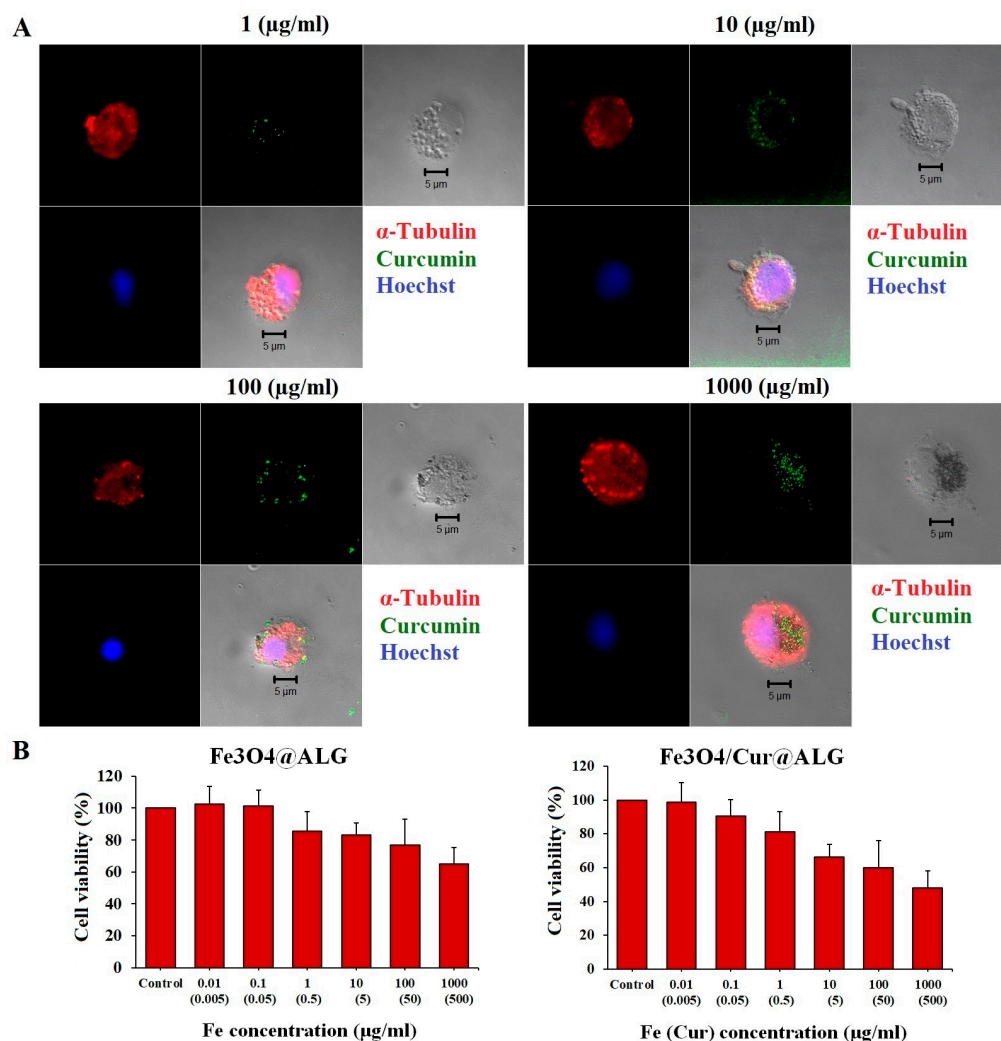 A
1 (μg/ml)
10 (μg/ml)
5 μm
5 μm
α-Tubulin
Curcumin
Hoechst
5 μm
α-Tubulin
Curcumin
Hoechst
5 μm
100 (μg/ml)
1000 (μg/ml)
5 μm
5 μm
α-Tubulin
Curcumin
Hoechst
5 μm
α-Tubulin
Curcumin
Hoechst
5 μm
B
Fe3O4@ALG
Cell viability (%)
120
100
80
60
40
20
0
Control 0.01 0.1 1 10 100 1000
(0.005) (0.05) (0.5) (5) (50) (500)
Fe concentration (μg/ml)
Fe3O4/Cur@ALG
Cell viability (%)
120
100
80
60
40
20
0
Control 0.01 0.1 1 10 100 1000
(0.005) (0.05) (0.5) (5) (50) (500)
Fe (Cur) concentration (μg/ml)